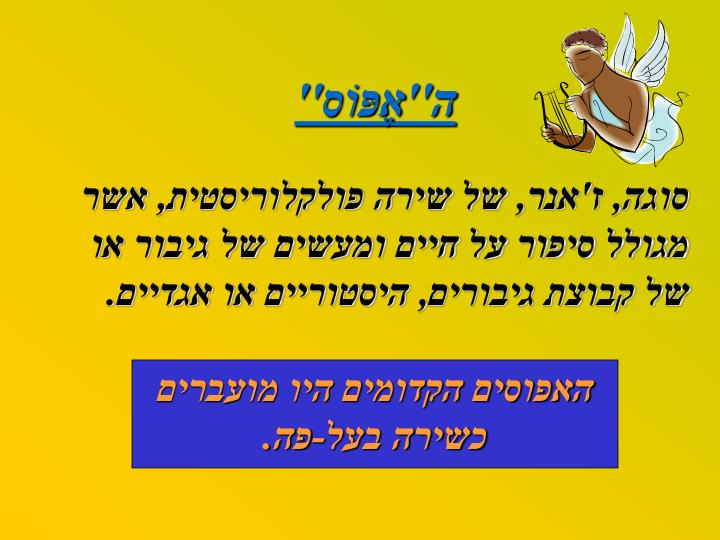 ה"אֶפּוֹס"
סוגה, ז'אנר, של שירה פולקלוריסטית, אשר
מגולל סיפור על חיים ומעשים של גיבור או
של קבוצת גיבורים, היסטוריים או אגדיים.
האפוסים הקדומים היו מועברים
כשירה בעל-פה.